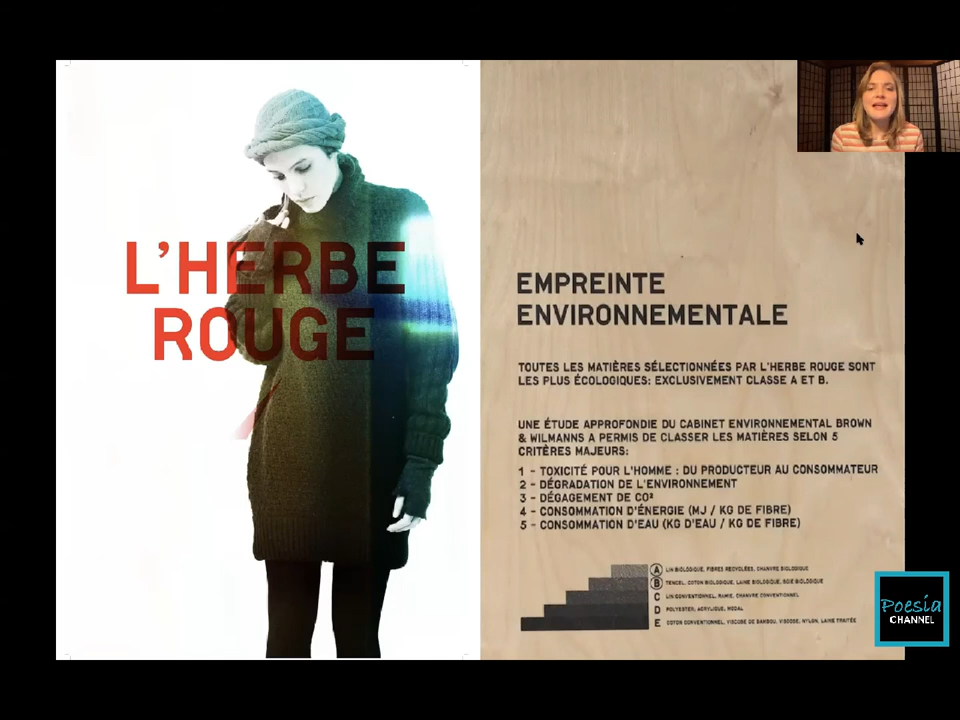 L'HERBE
ROUGE
EMPREINTE
ENVIRONNEMENTALE
TOUTES LES MATIÈRES SÉLECTIONNÉES PAR L'HERBE ROUGE SONT
LES PLUS ÉCOLOGIQUES: EXCLUSIVEMENT CLASSE A ET B.
UNE ÉTUDE APPROFONDIE DU CABINET ENVIRONNEMENTAL BROWN
& WILMANNS A PERMIS DE CLASSER LES MATIÈRES SELON 5
CRITÈRES MAJEURS:
1 - TOXICITÉ POUR L'HOMME : DU PRODUCTEUR AU CONSOMMATEUR
2 - DÉGRADATION DE L'ENVIRONNEMENT
3 - DÉGAGEMENT DE CO²
4 - CONSOMMATION D'ÉNERGIE (MJ / KG DE FIBRE)
5 - CONSOMMATION D'EAU (KG D'EAU / KG DE FIBRE)
A LIN BIOLOGIQUE, FIBRES RECYCLÉES, CHANVRE BIOLOGIQUE
B TENCEL, COTON BIOLOGIQUE, LAINE BIOLOGIQUE, SOIE BIOLOGIQUE
C LIN CONVENTIONNEL, RAMIE, CHANVRE CONVENTIONNEL
D POLYESTER, ACRYLIQUE, MODAL
E COTON CONVENTIONNEL, VISCOSE DE BAMBOU, VISCOSE, NYLON, LAINE TRAITÉE
Poesia
CHANNEL